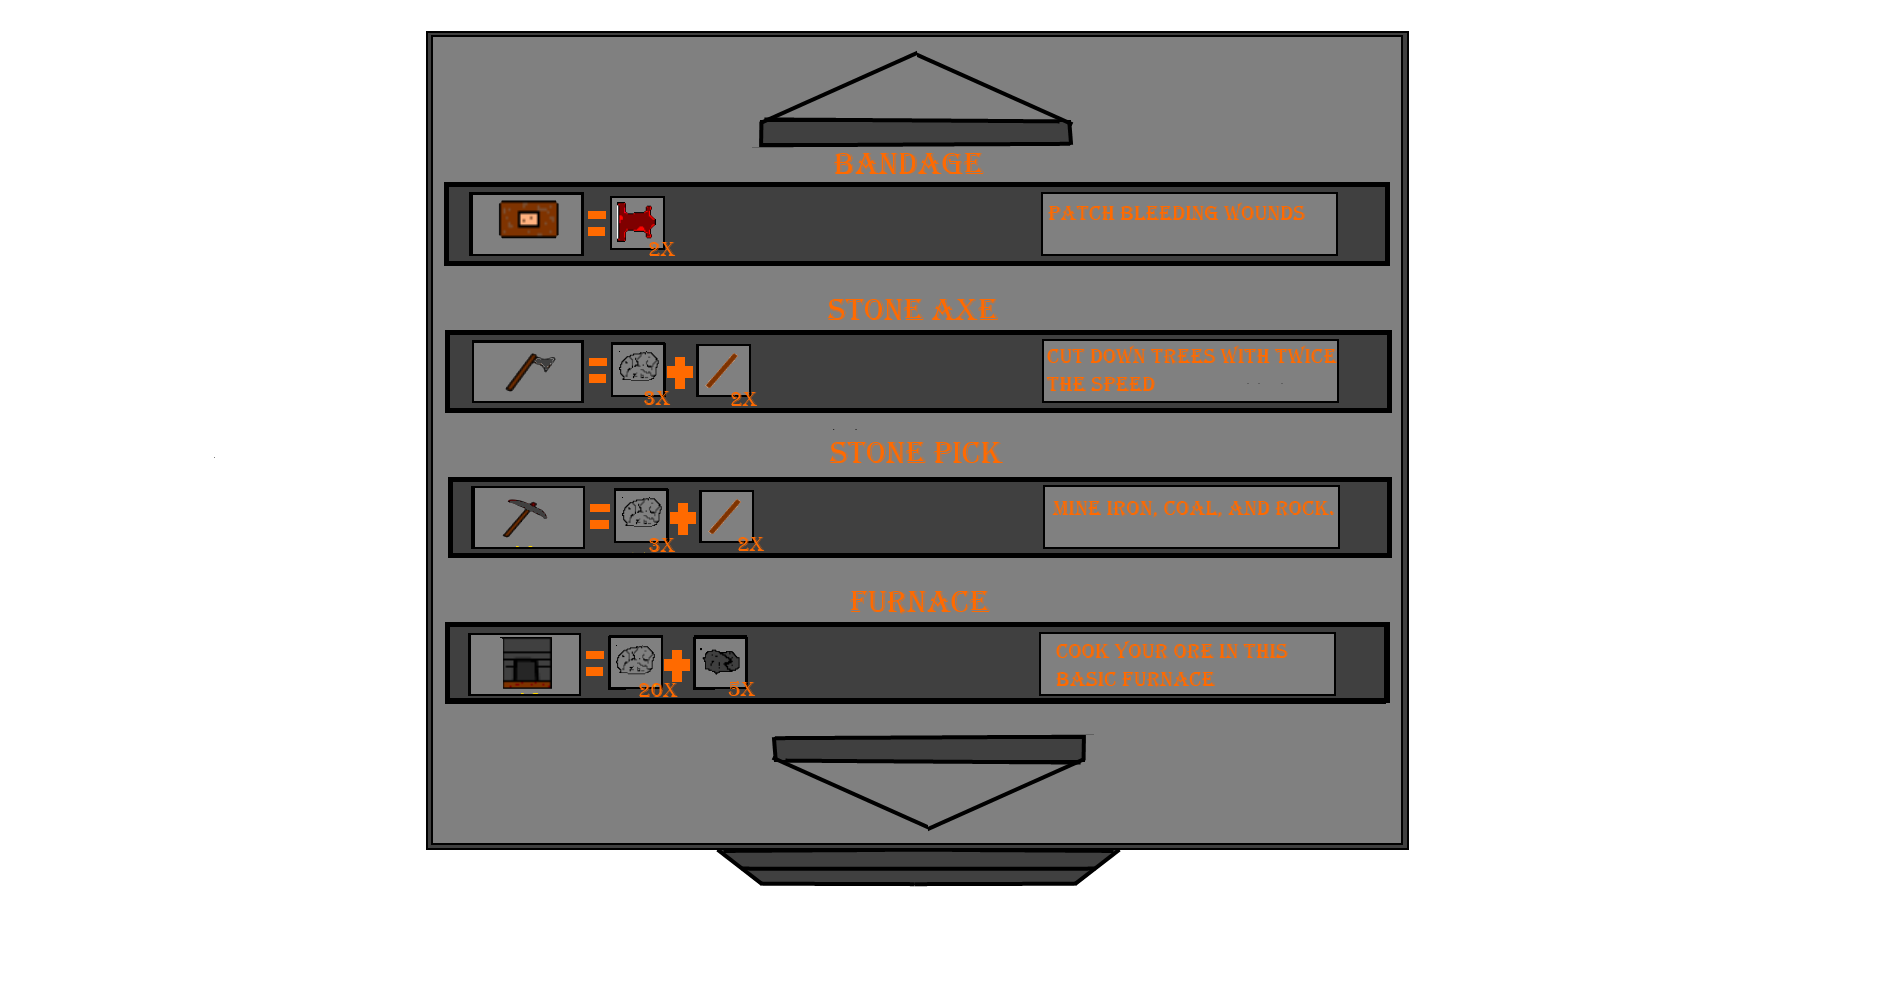 BANDAGE
PATCH BLEEDING WOUNDS
2X
STONE AXE
CUT DOWN TREES WITH TWICE
THE SPEED
3X
2X
STONE PICK
MINE IRON, COAL, AND ROCK.
3X
2X
FURNACE
COOK YOUR ORE IN THIS
BASIC FURNACE
20X
5X